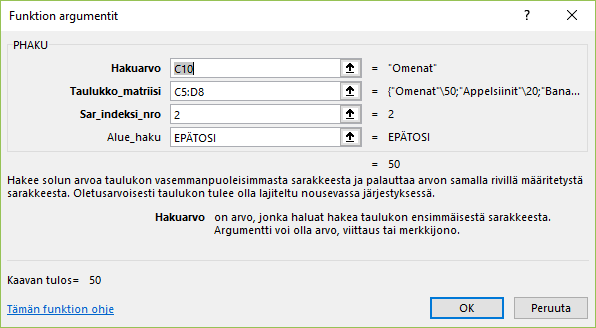 Funktion argumentit
PHAKU
Hakuarvo C10 = "Omenat"
Taulukko_matriisi C5:D8 = {"Omenat"\50;"Appelsiinit"\20;"Bana...
Sar_indeksi_nro 2 = 2
Alue_haku EPÄTOSI = EPÄTOSI
= 50
Hakee solun arvoa taulukon vasemmanpuoleisimmasta sarakkeesta ja palauttaa arvon samalla rivillä määritetystä
sarakkeesta. Oletusarvoisesti taulukon tulee olla lajiteltu nousevassa järjestyksessä.
Hakuarvo on arvo, jonka haluat hakea taulukon ensimmäisestä sarakkeesta.
Argumentti voi olla arvo, viittaus tai merkkijono.
Kaavan tulos= 50
Tämän funktion ohje
OK
Peruuta